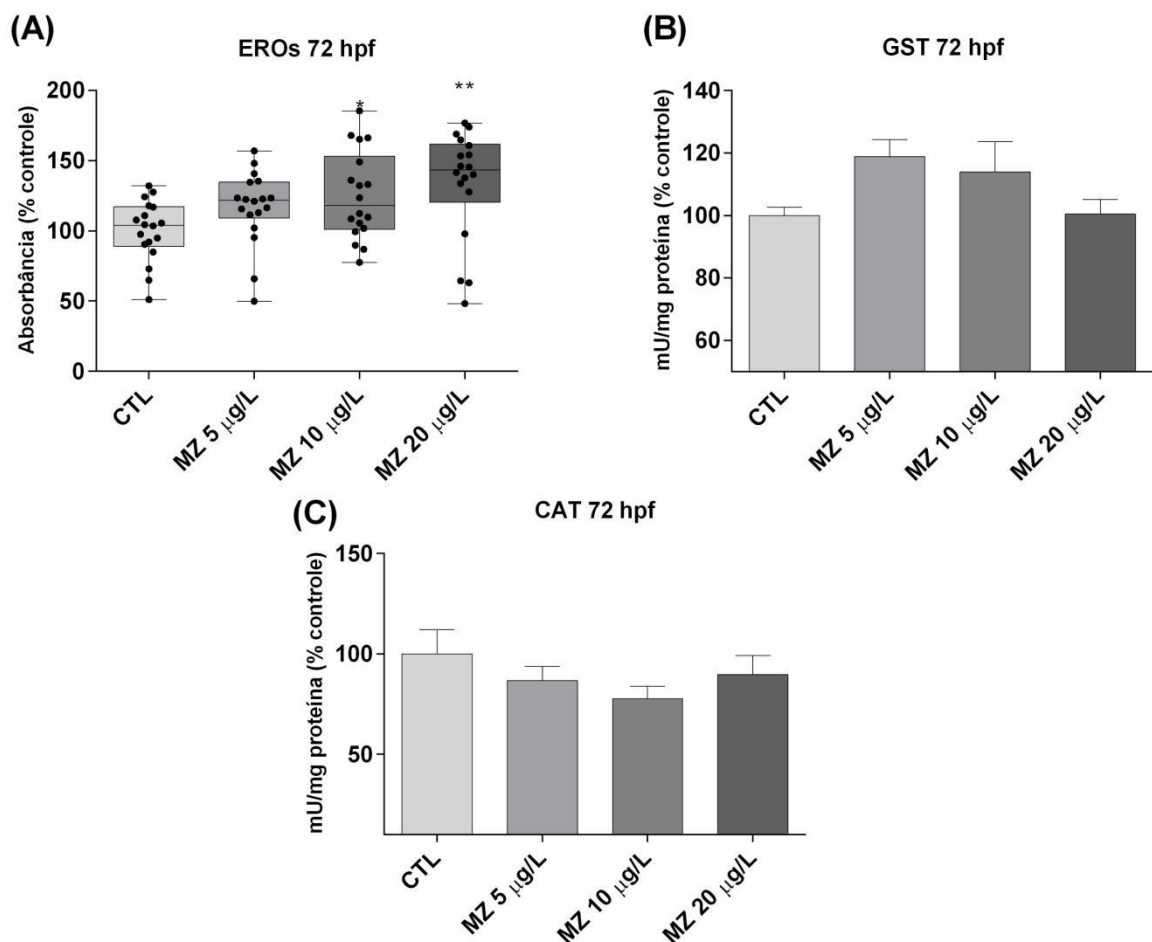 (A)
EROs 72 hpf
Absorbância (% controle)
200
150
100
50
0
*
**
CTL
MZ 5 μg/L
MZ 10 μg/L
MZ 20 μg/L
(B)
GST 72 hpf
mU/mg proteína (% controle)
140
120
100
80
60
CTL
MZ 5 μg/L
MZ 10 μg/L
MZ 20 μg/L
(C)
CAT 72 hpf
mU/mg proteína (% controle)
150
100
50
CTL
MZ 5 μg/L
MZ 10 μg/L
MZ 20 μg/L